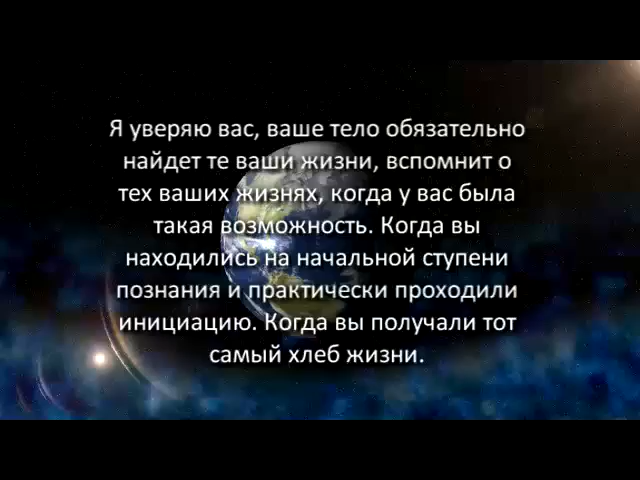 Я уверяю вас, ваше тело обязательно
найдет те ваши жизни, вспомнит о
тех ваших жизнях, когда у вас была
такая возможность. Когда вы
находились на начальной ступени
познания и практически проходили
инициацию. Когда вы получали тот
самый хлеб жизни.